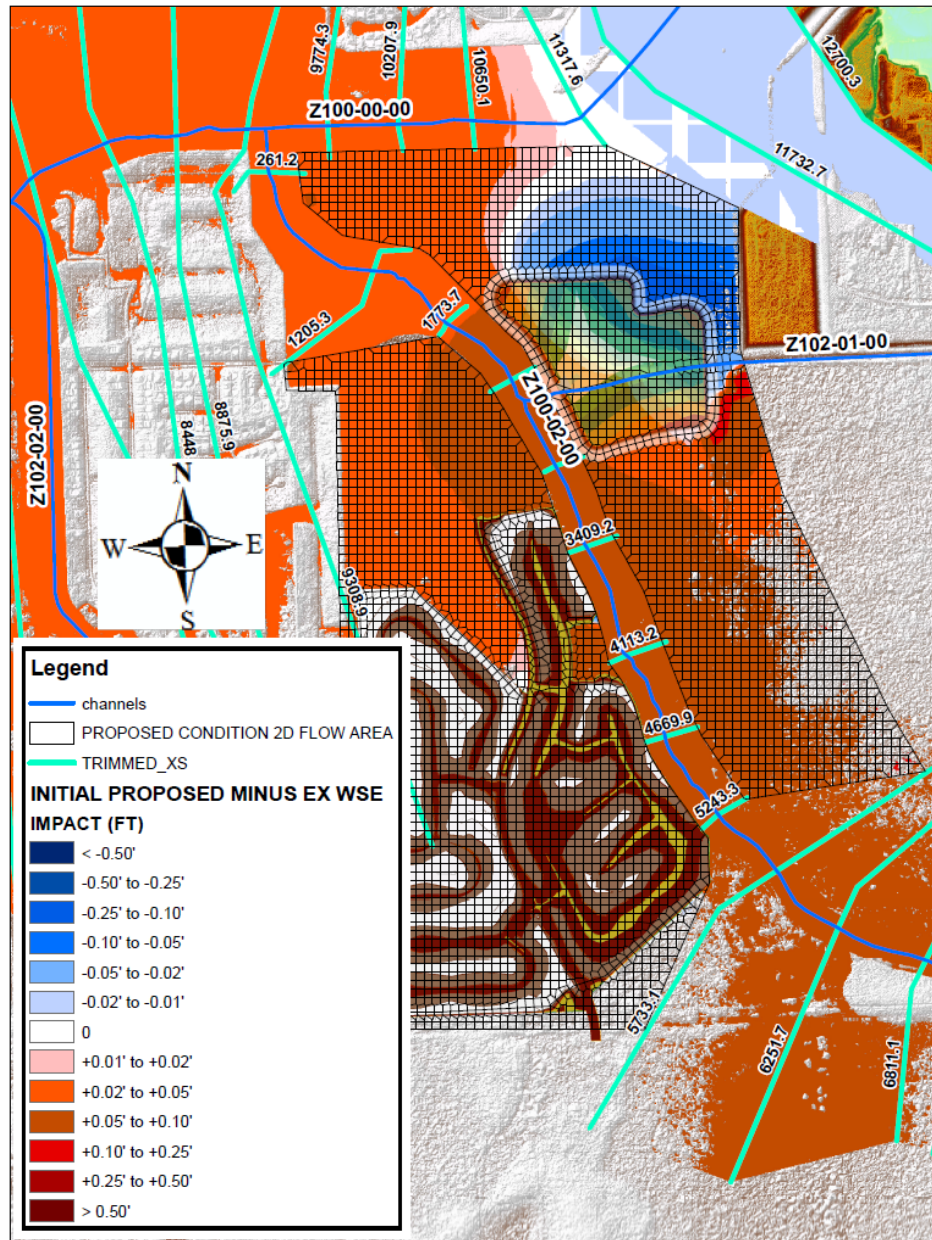 9774.3
10207.9
10650.1
11317.6
12700.3
Z100-00-00
261.2
11732.7
1773.7
1205.3
Z102-01-00
Z100-02-00
Z102-02-00
8448
8875.9
N
W E
S
3409.2
9308.9
4113.2
4669.9
5243.3
5733.1
6251.7
6811.1
Legend
channels
PROPOSED CONDITION 2D FLOW AREA
TRIMMED_XS
INITIAL PROPOSED MINUS EX WSE
IMPACT (FT)
< -0.50'
-0.50' to -0.25'
-0.25' to -0.10'
-0.10' to -0.05'
-0.05' to -0.02'
-0.02' to -0.01'
0
+0.01' to +0.02'
+0.02' to +0.05'
+0.05' to +0.10'
+0.10' to +0.25'
+0.25' to +0.50'
> 0.50'